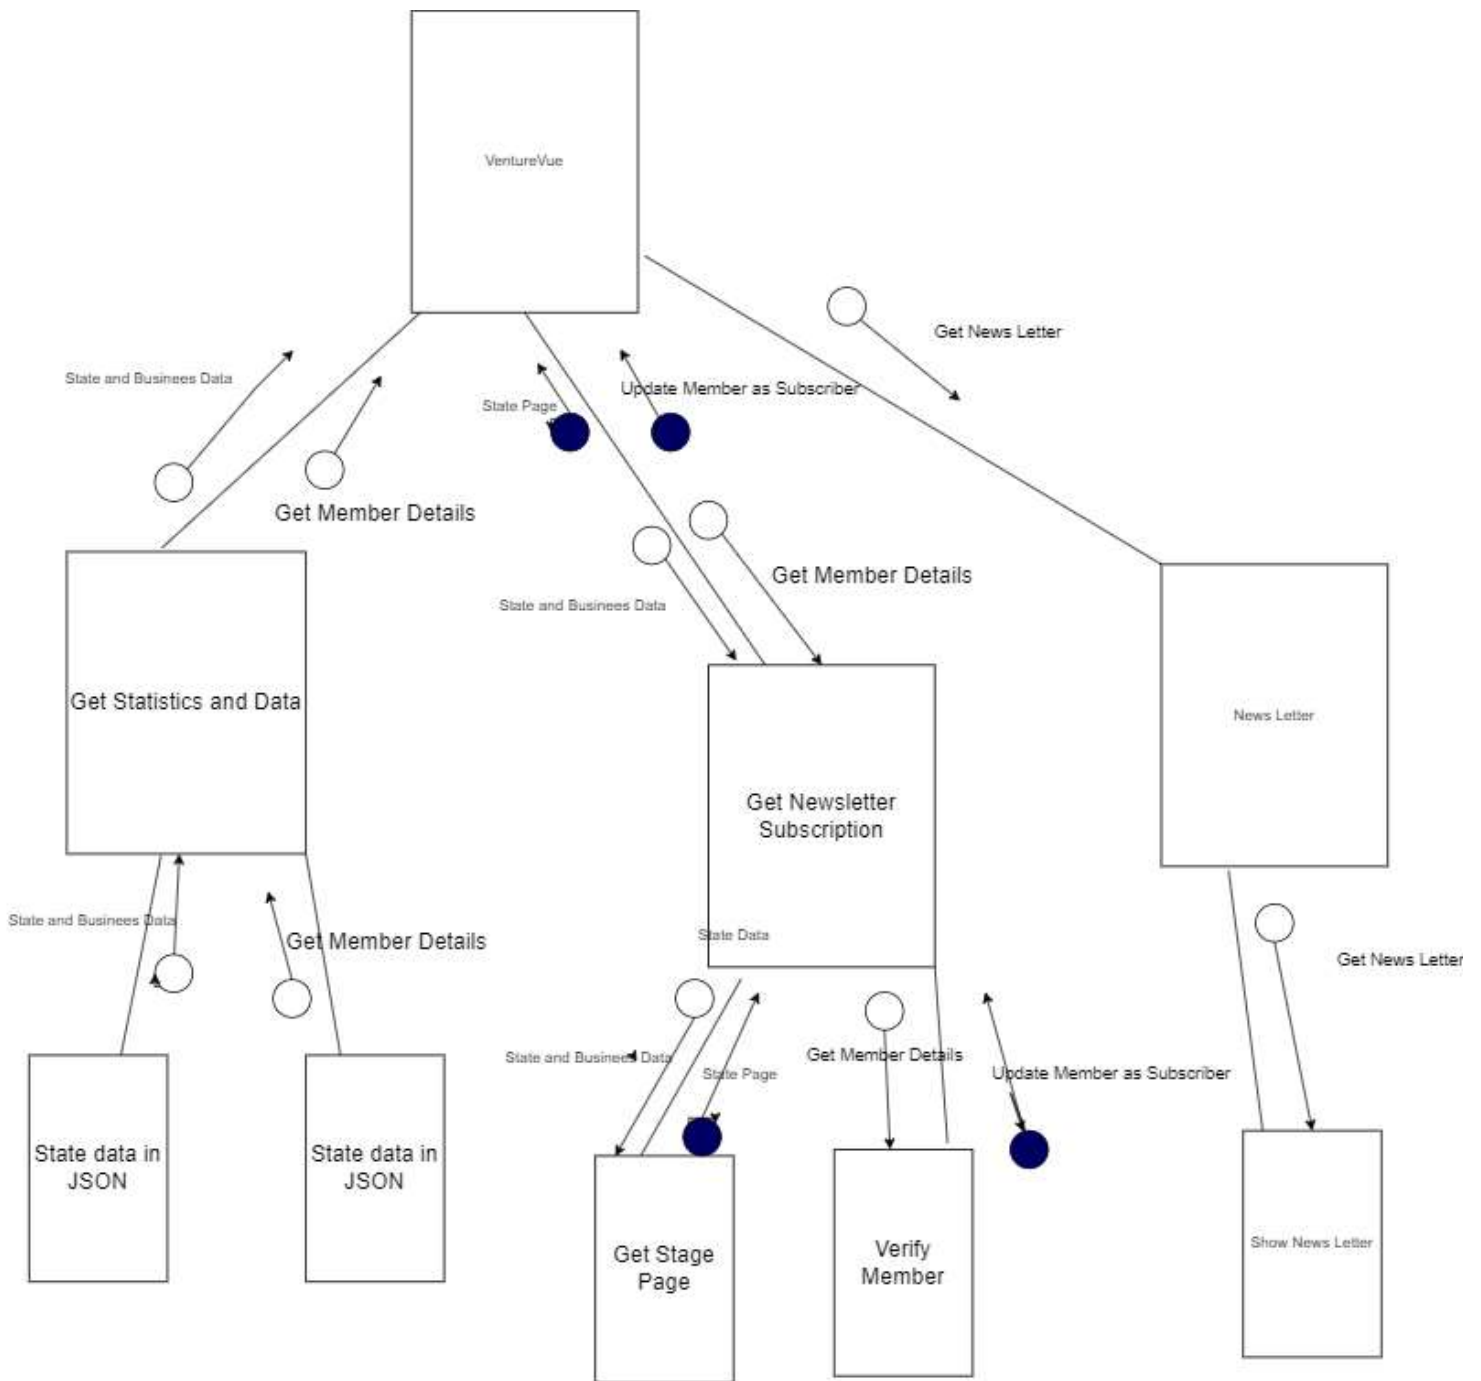 VentureVue
Get News Letter
State and Businees Data
Update Member as Subscriber
State Page
Get Member Details
Get Member Details
State and Businees Data
Get Statistics and Data
News Letter
Get Newsletter
Subscription
State and Businees Data
State Data
Get Member Details
Get News Letter
State and Businees Data
Get Member Details
State Page
Update Member as Subscriber
State data in
JSON
State data in
JSON
Get Stage
Page
Verify
Member
Show News Letter